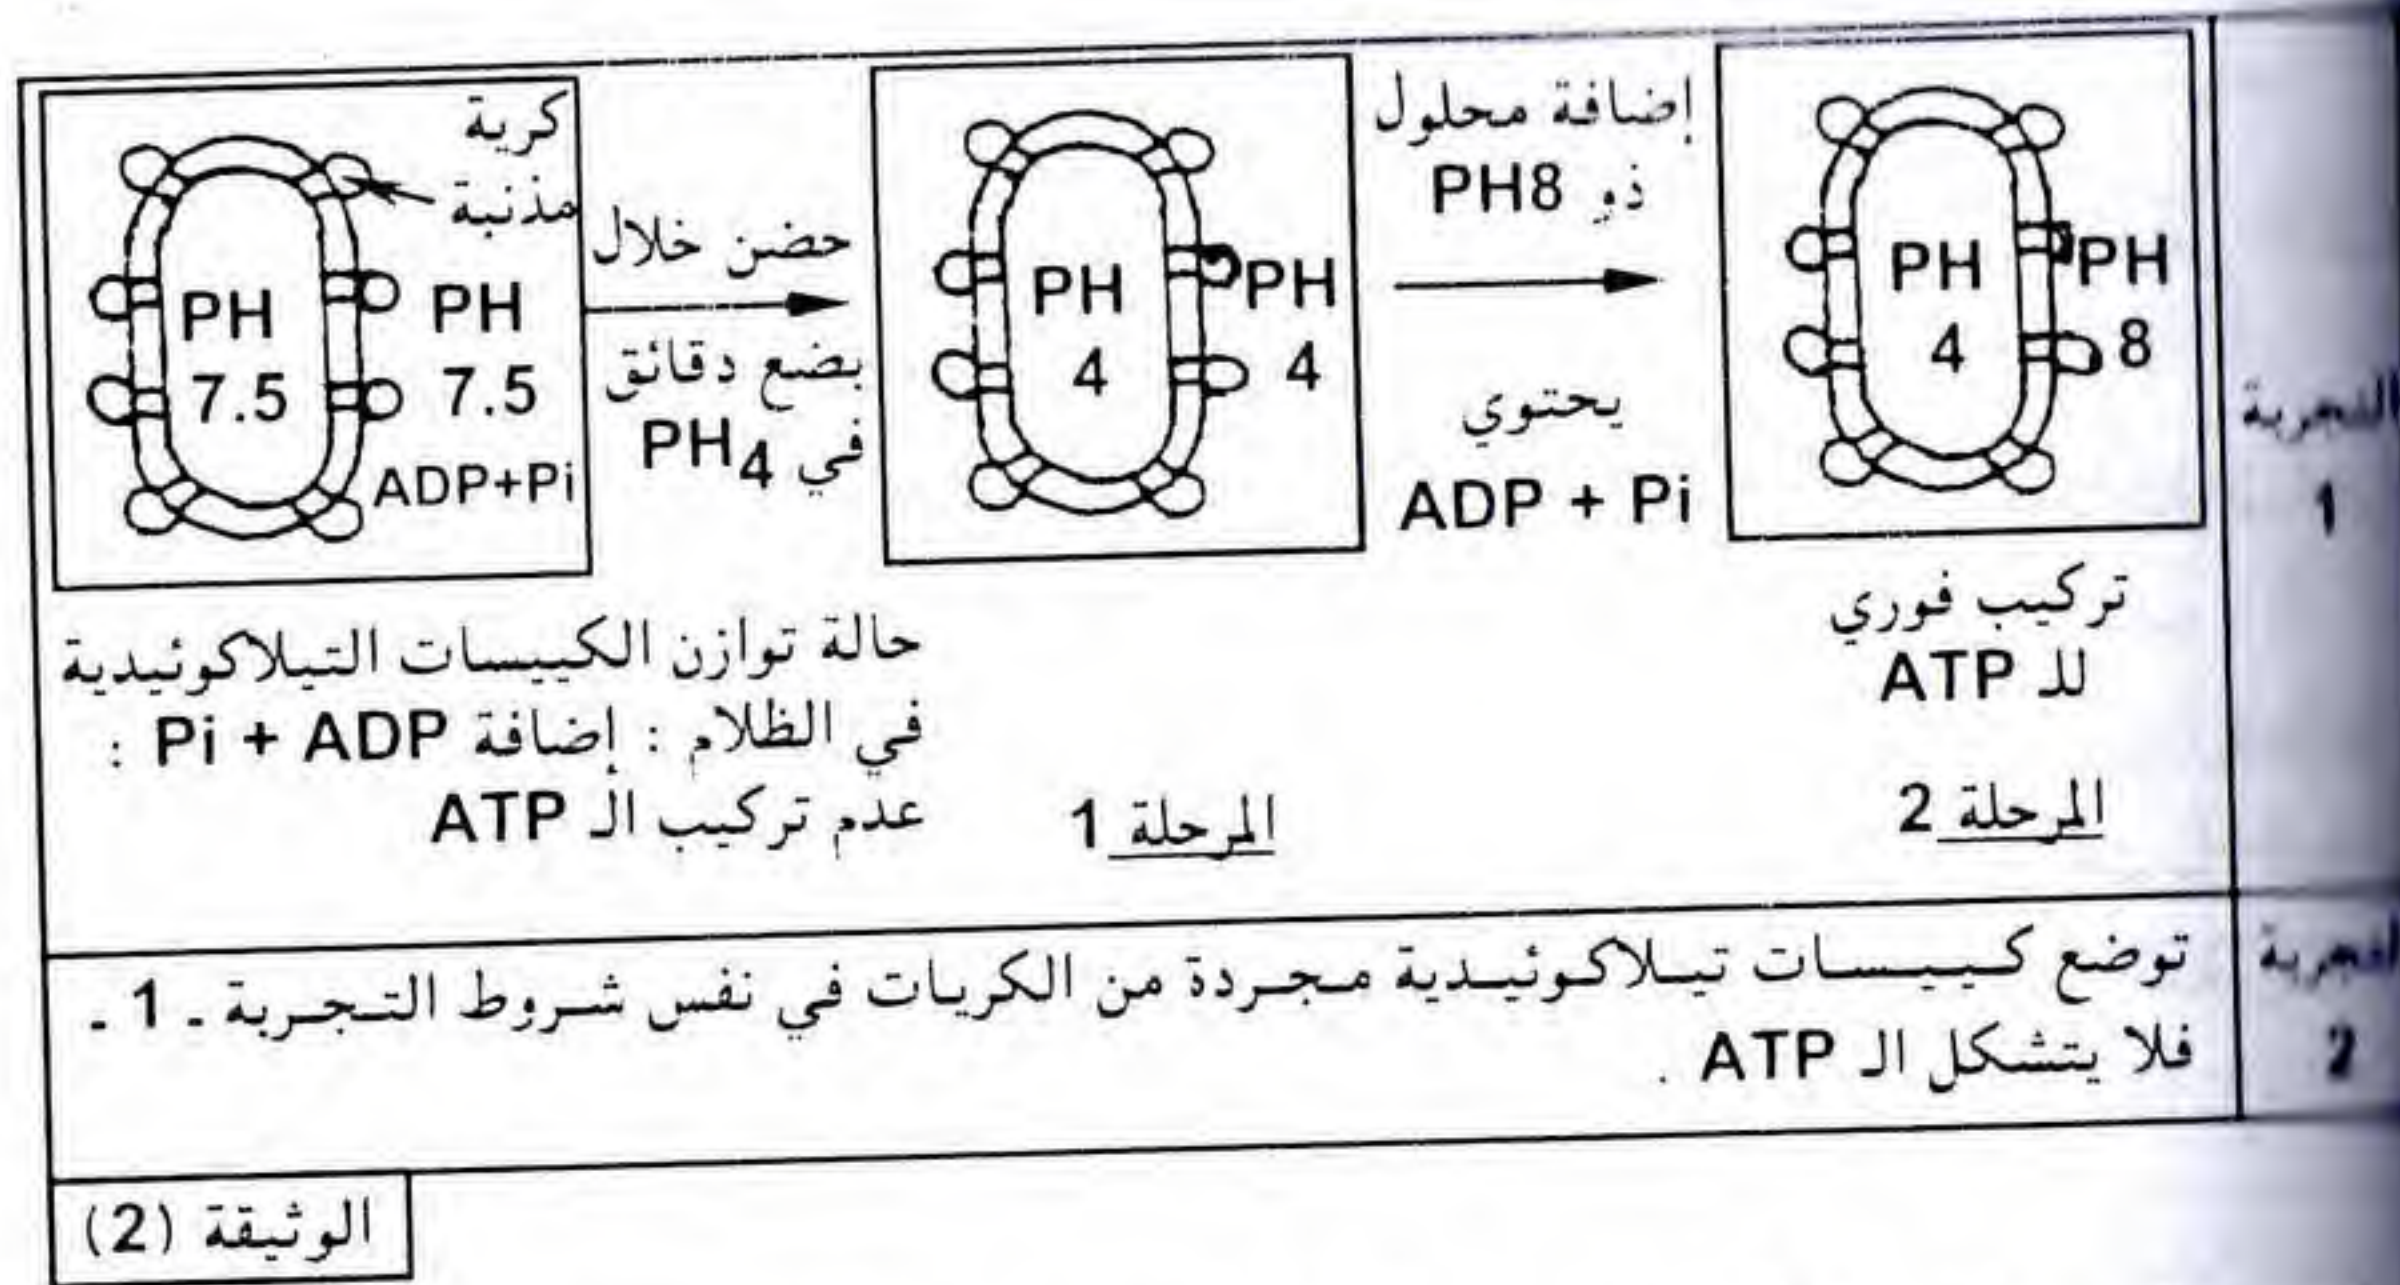 كرية
مذنبة
PH
7.5
PH
7.5
ADP+Pi
حضن خلال
بضع دقائق
في PH4
PH
4
PH
4
إضافة محلول
ذو PH8
يحتوي
ADP + Pi
PH
4
PH
8
التجربة
1
حالة توازن الكييسات التيلاكوئيدية
في الظلام : إضافة Pi + ADP :
عدم تركيب الـ ATP
المرحلة 1
تركيب فوري
للـ ATP
المرحلة 2
التجربة
2
توضع كييسات تيلاكوئيدية مجردة من الكريات في نفس شروط التجربة ـ 1 ـ
فلا يتشكل الـ ATP .
الوثيقة (2)